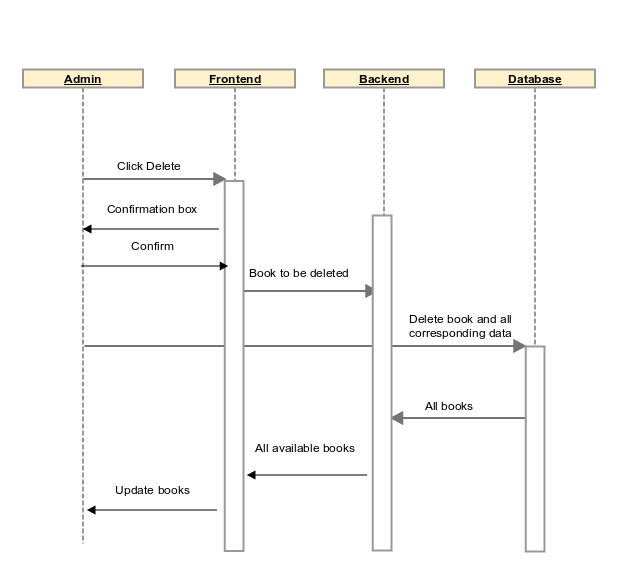 Admin
Frontend
Backend
Database
Click Delete
Confirmation box
Confirm
Book to be deleted
Delete book and all
corresponding data
All books
All available books
Update books